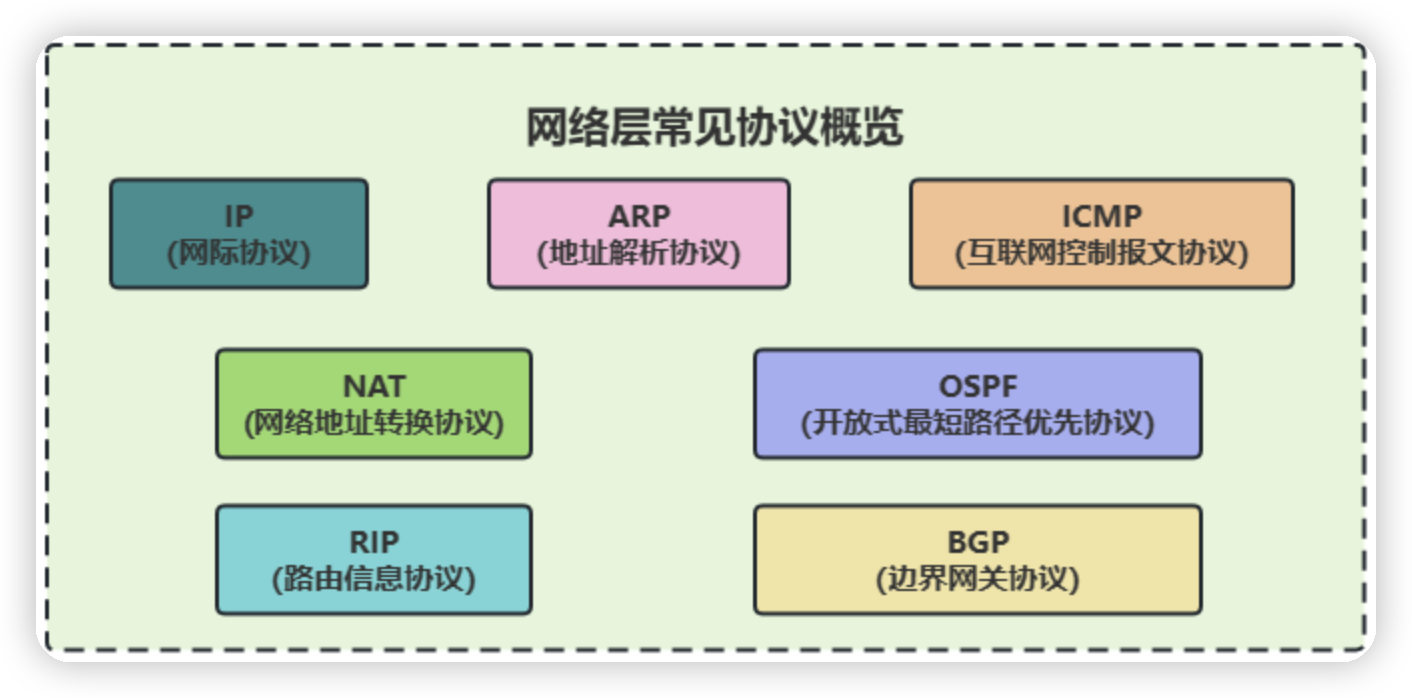 网络层常见协议概览
IP
(网际协议)
ARP
(地址解析协议)
ICMP
(互联网控制报文协议)
NAT
(网络地址转换协议)
OSPF
(开放式最短路径优先协议)
RIP
(路由信息协议)
BGP
(边界网关协议)